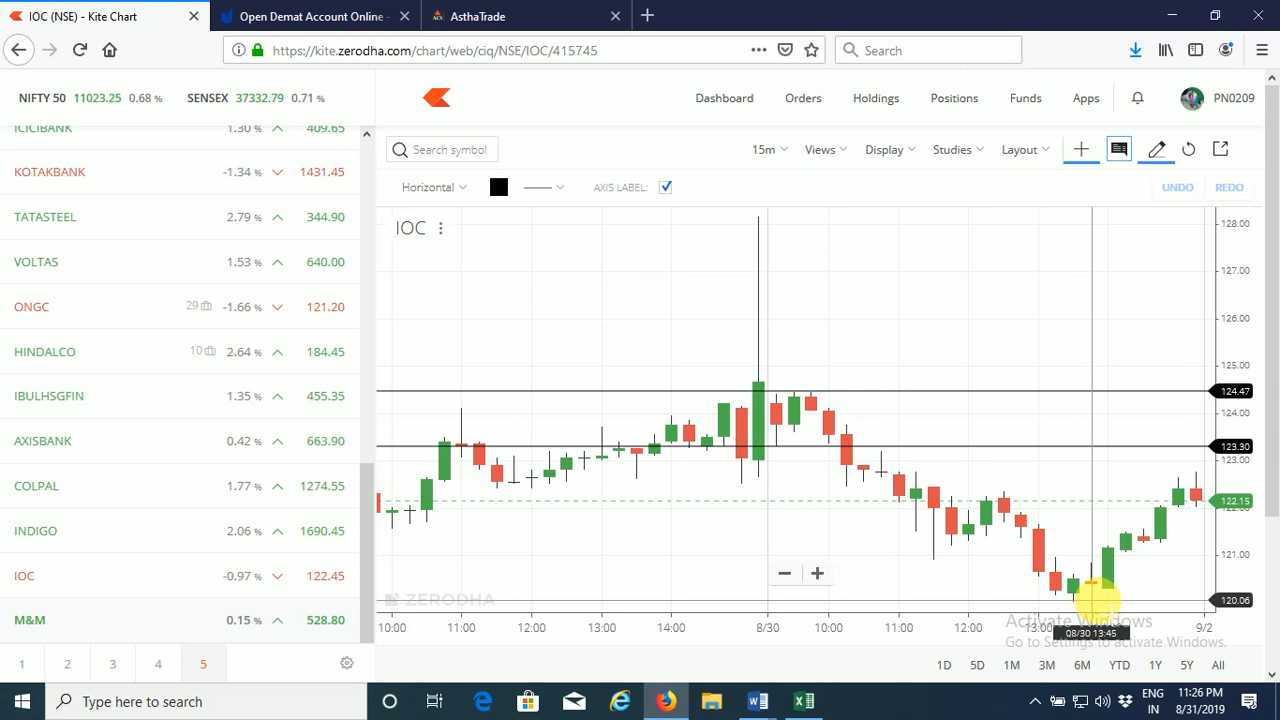 IOC (NSE) - Kite Chart
Open Demat Account Online -
AsthaTrade
https://kite.zerodha.com/chart/web/ciq/NSE/IOC/415745
Search
NIFTY 50 11023.25 0.68 % SENSEX 37332.79 0.71 %
Dashboard Orders Holdings Positions Funds Apps PN0209
ICICIBANK 1.30 % 409.65
KOTAKBANK -1.34 % 1431.45
TATASTEEL 2.79 % 344.90
VOLTAS 1.53 % 640.00
ONGC 29 -1.66 % 121.20
HINDALCO 10 2.64 % 184.45
IBULHSGFIN 1.35 % 455.35
AXISBANK 0.42 % 663.90
COLPAL 1.77 % 1274.55
INDIGO 2.06 % 1690.45
IOC -0.97 % 122.45
M&M 0.15 % 528.80
1 2 3 4 5
Search symbol 15m Views Display Studies Layout
Horizontal AXIS LABEL: UNDO REDO
IOC
128.00
127.00
126.00
125.00
124.47
124.00
123.30
123.00
122.15
122.00
121.00
120.06
ZERODHA
10:00 11:00 12:00 13:00 14:00 8/30 10:00 11:00 12:00 13:00 9/2
08/30 13:45
Activate Windows
Go to Settings to activate Windows.
1D 5D 1M 3M 6M YTD 1Y 5Y All
Type here to search
ENG
IN
11:26 PM
8/31/2019